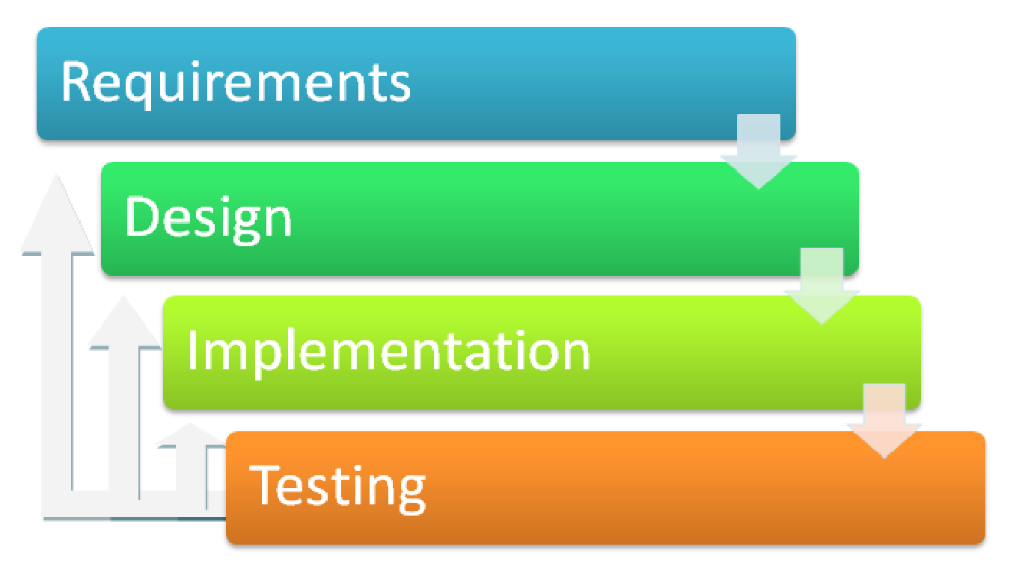 Requirements
Design
Implementation
Testing